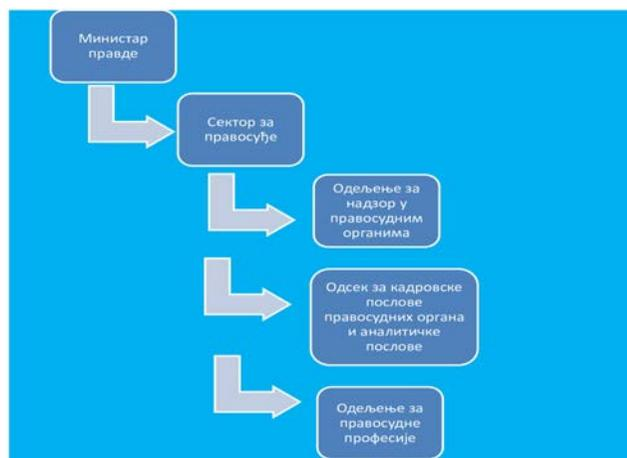 Министар
правде
Сектор за
правосуђе
Одељење за
надзор у
правосудним
органима
Одсек за кадровске
послове
правосудних органа
и аналитичке
послове
Одељење за
правосудне
професије